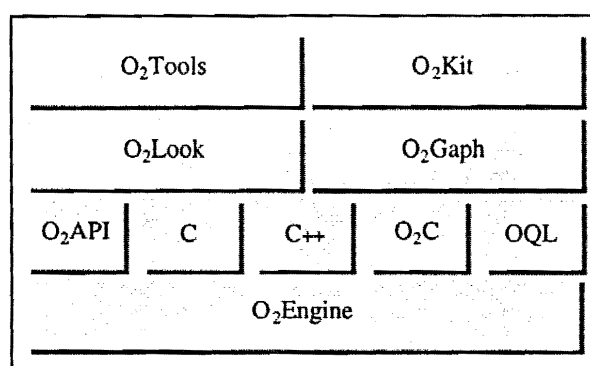 O₂Tools O₂Kit
O₂Look O₂Gaph
O₂API C C++ O₂C OQL
O₂Engine